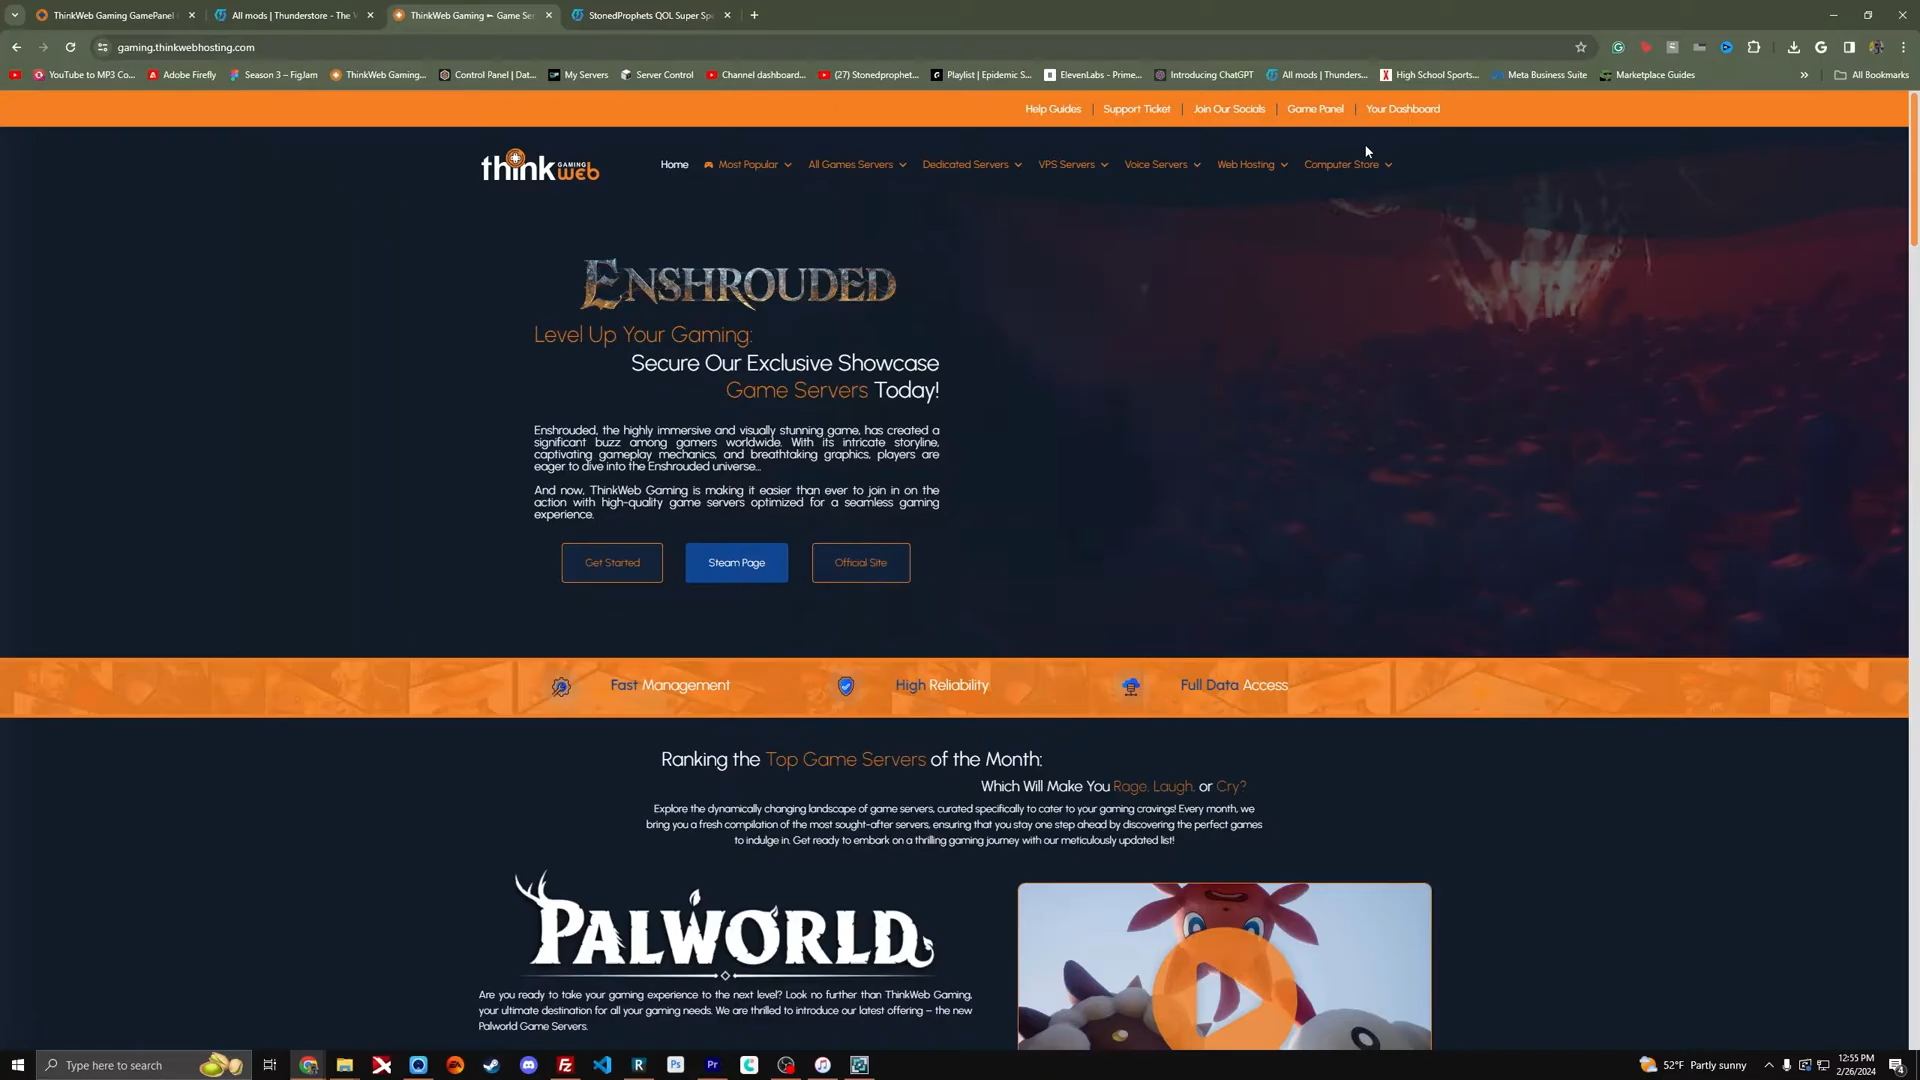 ThinkWeb Gaming GamePanel
All mods | Thunderstore - The V
ThinkWeb Gaming ➵ Game Ser
StonedProphets QOL Super Sp
gaming.thinkwebhosting.com
YouTube to MP3 Co...
Adobe Firefly
Season 3 – FigJam
ThinkWeb Gaming...
Control Panel | Dat...
My Servers
Server Control
Channel dashboard...
(27) Stonedprophet...
Playlist | Epidemic S...
ElevenLabs - Prime...
Introducing ChatGPT
All mods | Thunders...
High School Sports...
Meta Business Suite
Marketplace Guides
All Bookmarks
Help Guides | Support Ticket | Join Our Socials | Game Panel | Your Dashboard
think GAMING web
Home Most Popular All Games Servers Dedicated Servers VPS Servers Voice Servers Web Hosting Computer Store
ENSHROUDED
Level Up Your Gaming:
Secure Our Exclusive Showcase
Game Servers Today!
Enshrouded, the highly immersive and visually stunning game, has created a
significant buzz among gamers worldwide. With its intricate storyline,
captivating gameplay mechanics, and breathtaking graphics, players are
eager to dive into the Enshrouded universe...
And now, ThinkWeb Gaming is making it easier than ever to join in on the
action with high-quality game servers optimized for a seamless gaming
experience.
Get Started Steam Page Official Site
Fast Management High Reliability Full Data Access
Ranking the Top Game Servers of the Month:
Which Will Make You Rage, Laugh, or Cry?
Explore the dynamically changing landscape of game servers, curated specifically to cater to your gaming cravings! Every month, we
bring you a fresh compilation of the most sought-after servers, ensuring that you stay one step ahead by discovering the perfect games
to indulge in. Get ready to embark on a thrilling gaming journey with our meticulously updated list!
PALWORLD
Are you ready to take your gaming experience to the next level? Look no further than ThinkWeb Gaming,
your ultimate destination for all your gaming needs. We are thrilled to introduce our latest offering – the new
Palworld Game Servers.
Type here to search
52°F Partly sunny
12:55 PM
2/26/2024
4